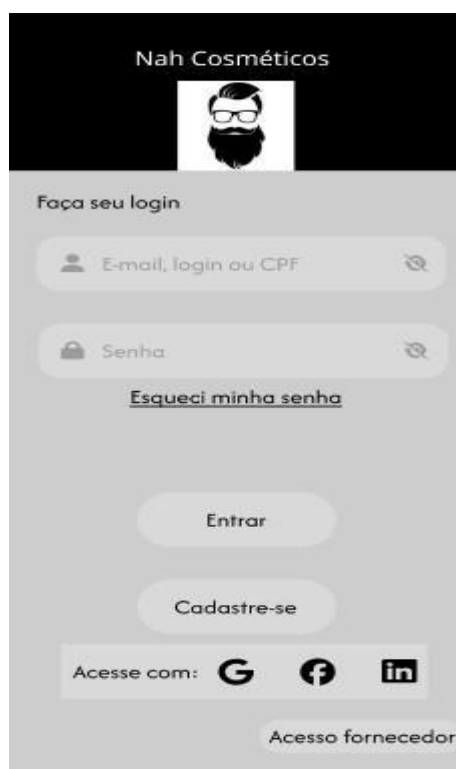 Nah Cosméticos
Faça seu login
E-mail, login ou CPF
Senha
Esqueci minha senha
Entrar
Cadastre-se
Acesse com:
Acesso fornecedor